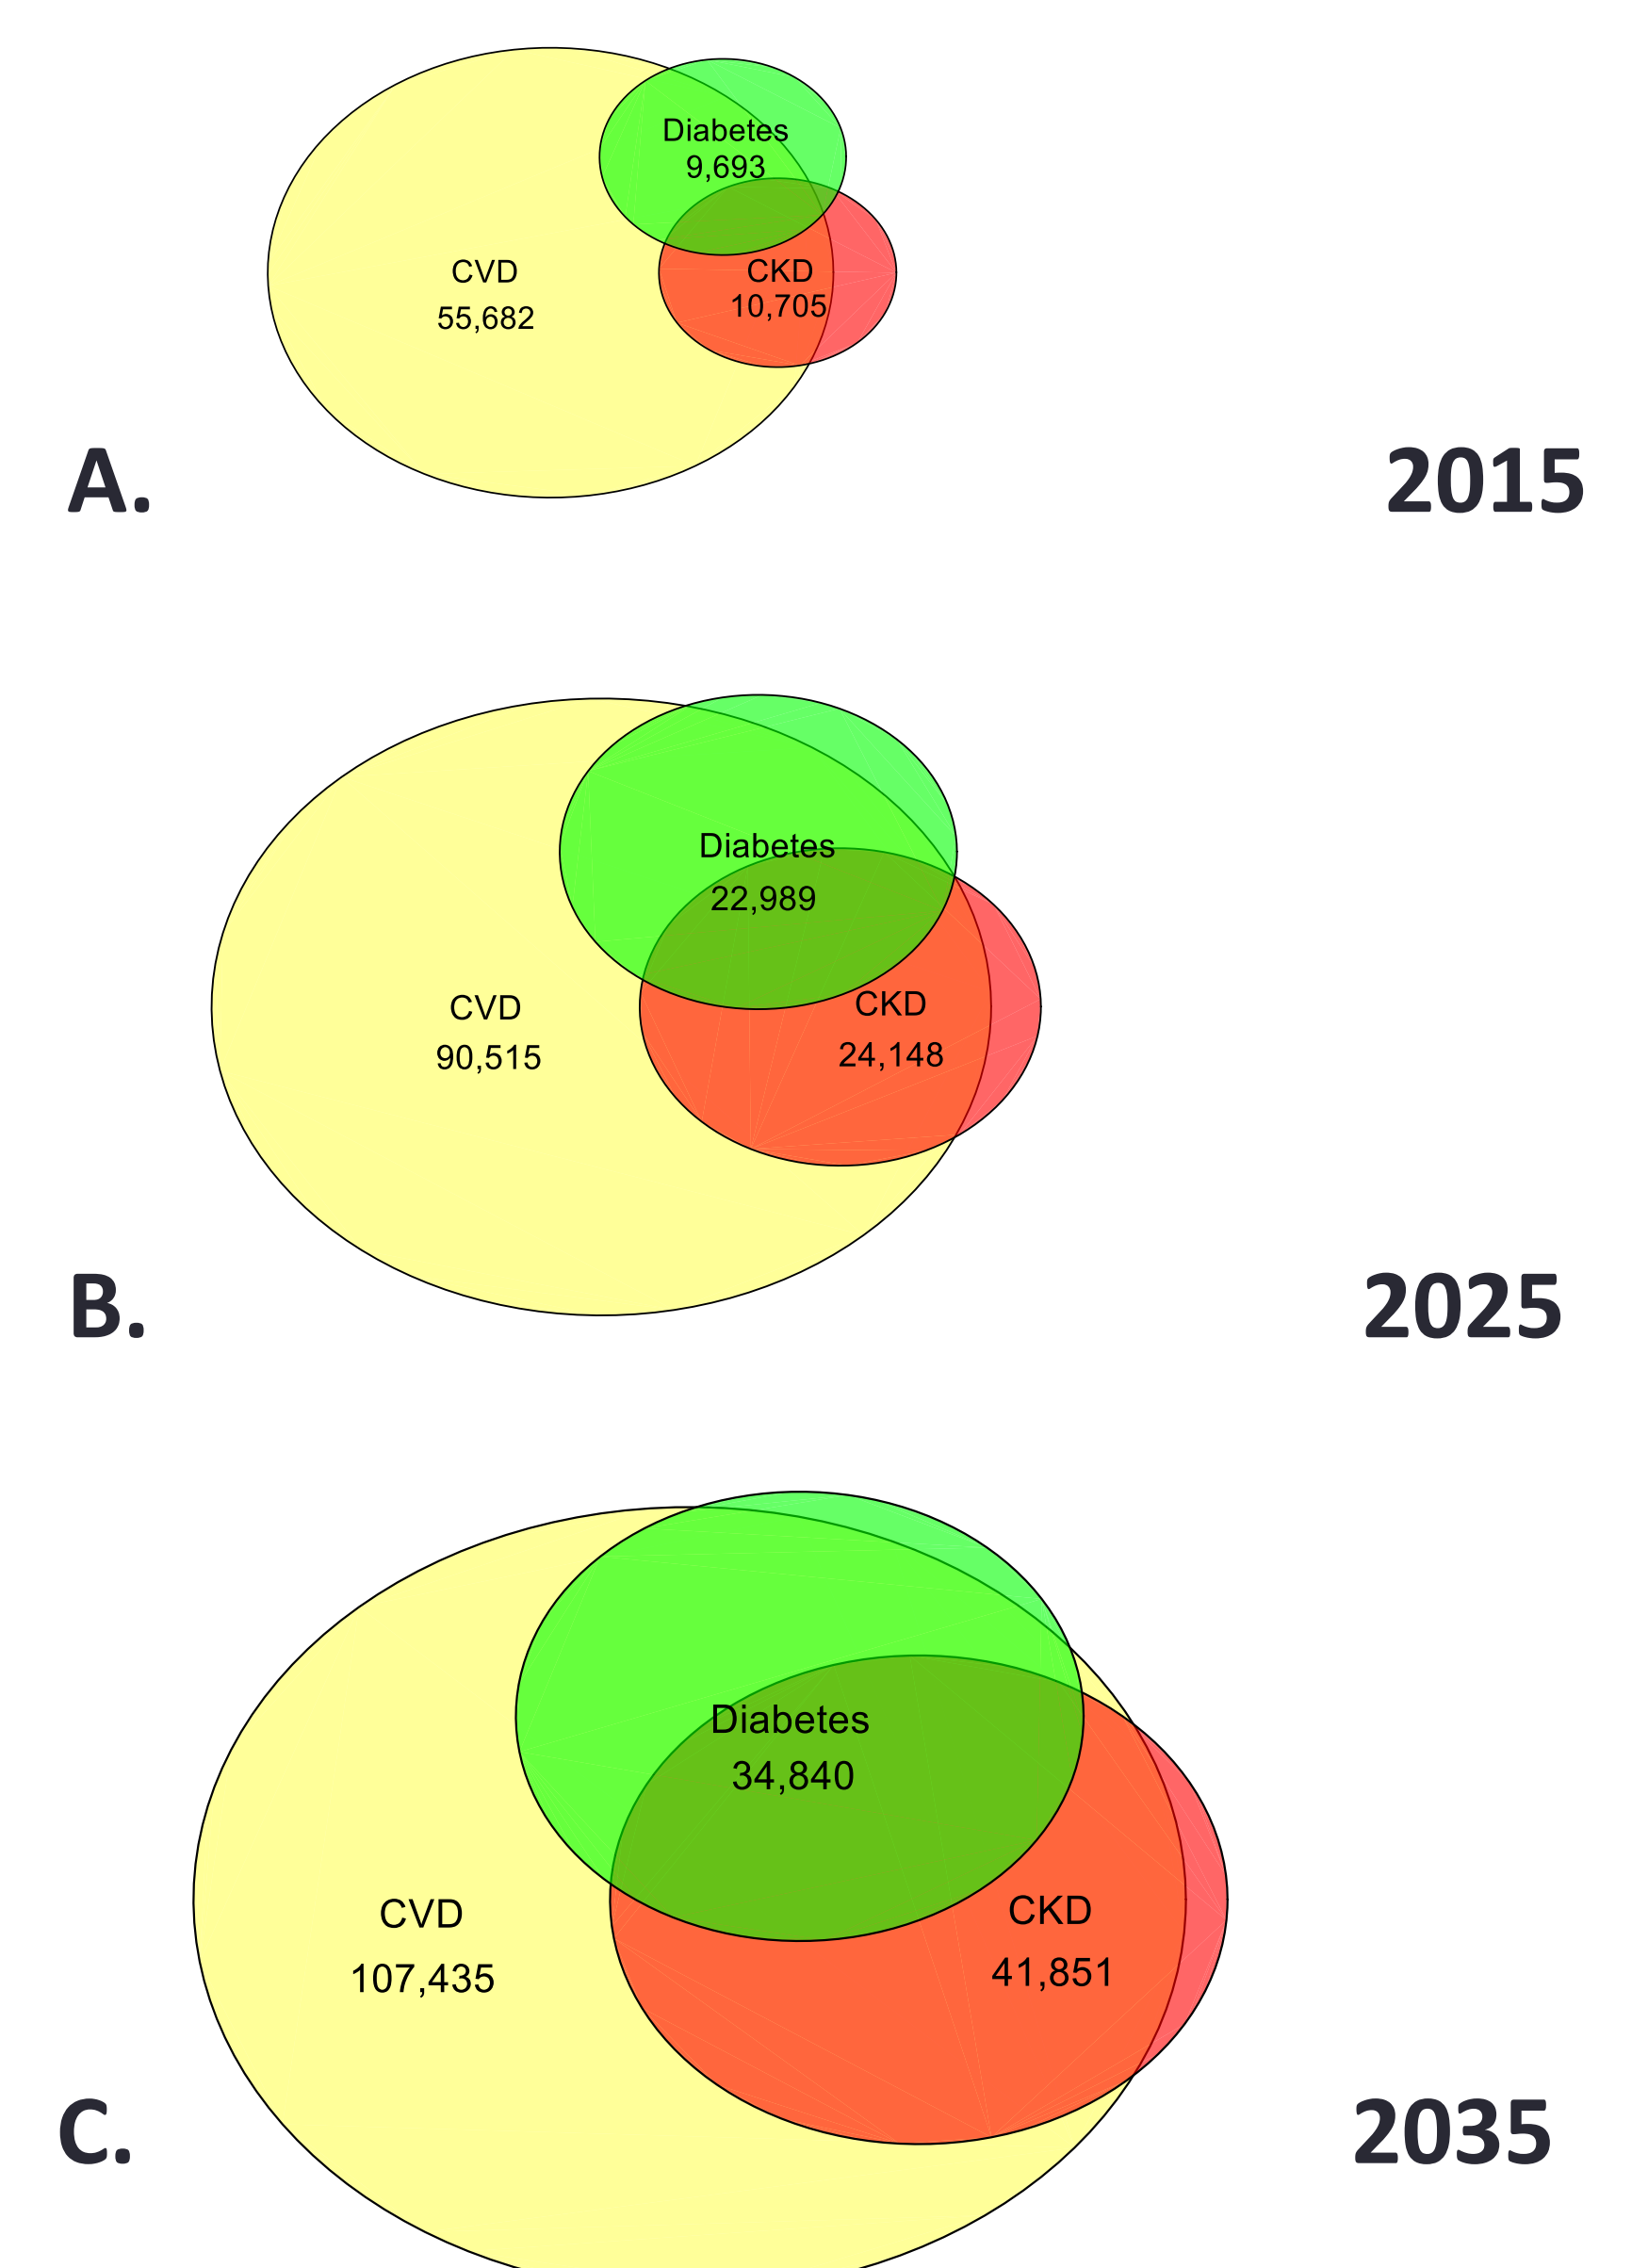 Diabetes
9,693
CVD
55,682
CKD
10,705
A.
2015
Diabetes
22,989
CVD
90,515
CKD
24,148
B.
2025
Diabetes
34,840
CVD
107,435
CKD
41,851
C.
2035